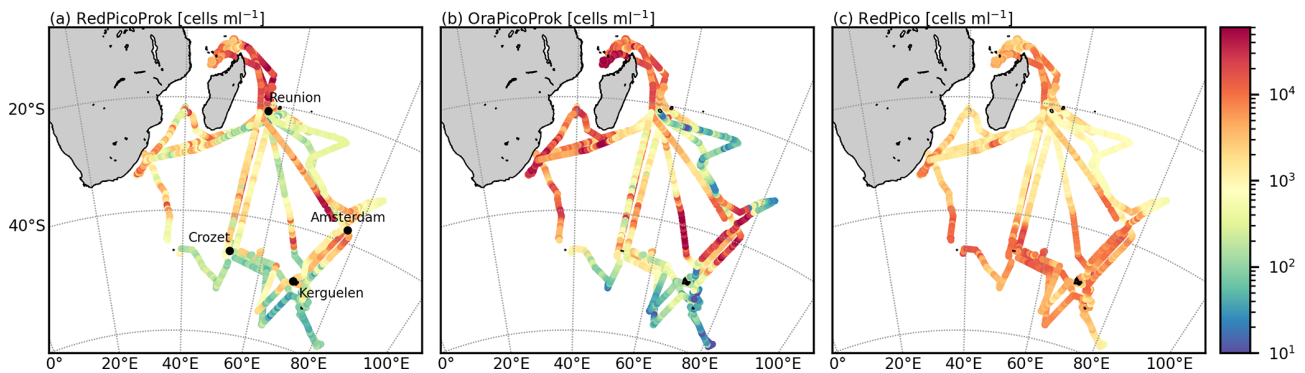 (a) RedPicoProk [cells ml⁻¹]
(b) OraPicoProk [cells ml⁻¹]
(c) RedPico [cells ml⁻¹]
20°S
40°S
Reunion
Amsterdam
Crozet
Kerguelen
0° 20°E 40°E 60°E 80°E 100°E
0° 20°E 40°E 60°E 80°E 100°E
0° 20°E 40°E 60°E 80°E 100°E
10⁴
10³
10²
10¹